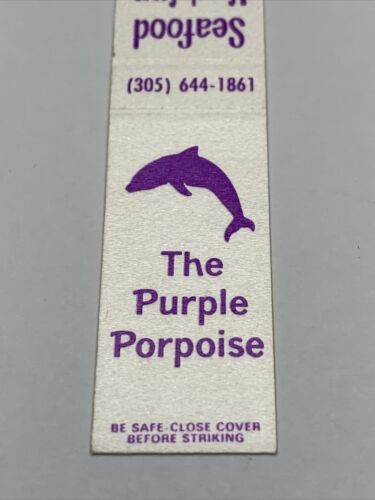 Seafood
(305) 644-1861
The
Purple
Porpoise
BE SAFE-CLOSE COVER
BEFORE STRIKING